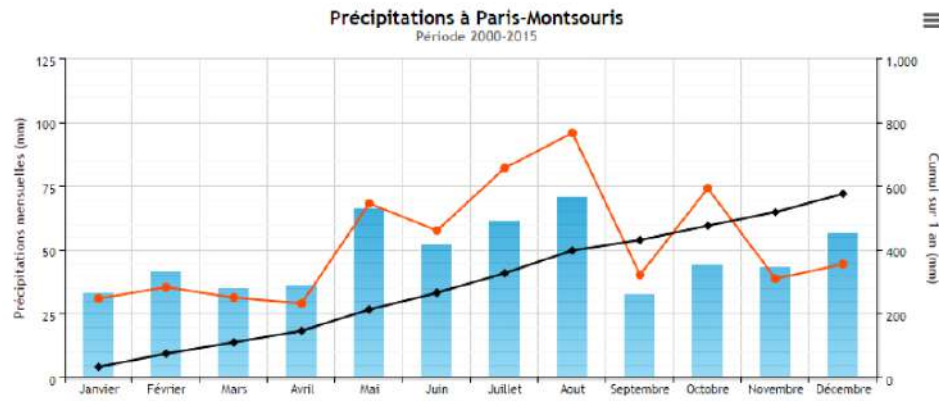 Précipitations à Paris-Montsouris
Période 2000-2015
Précipitations mensuelles (mm)
125
100
75
50
25
0
Cumul sur 1 an (mm)
1,000
800
600
400
200
0
Janvier Février Mars Avril Mai Juin Juillet Aout Septembre Octobre Novembre Décembre